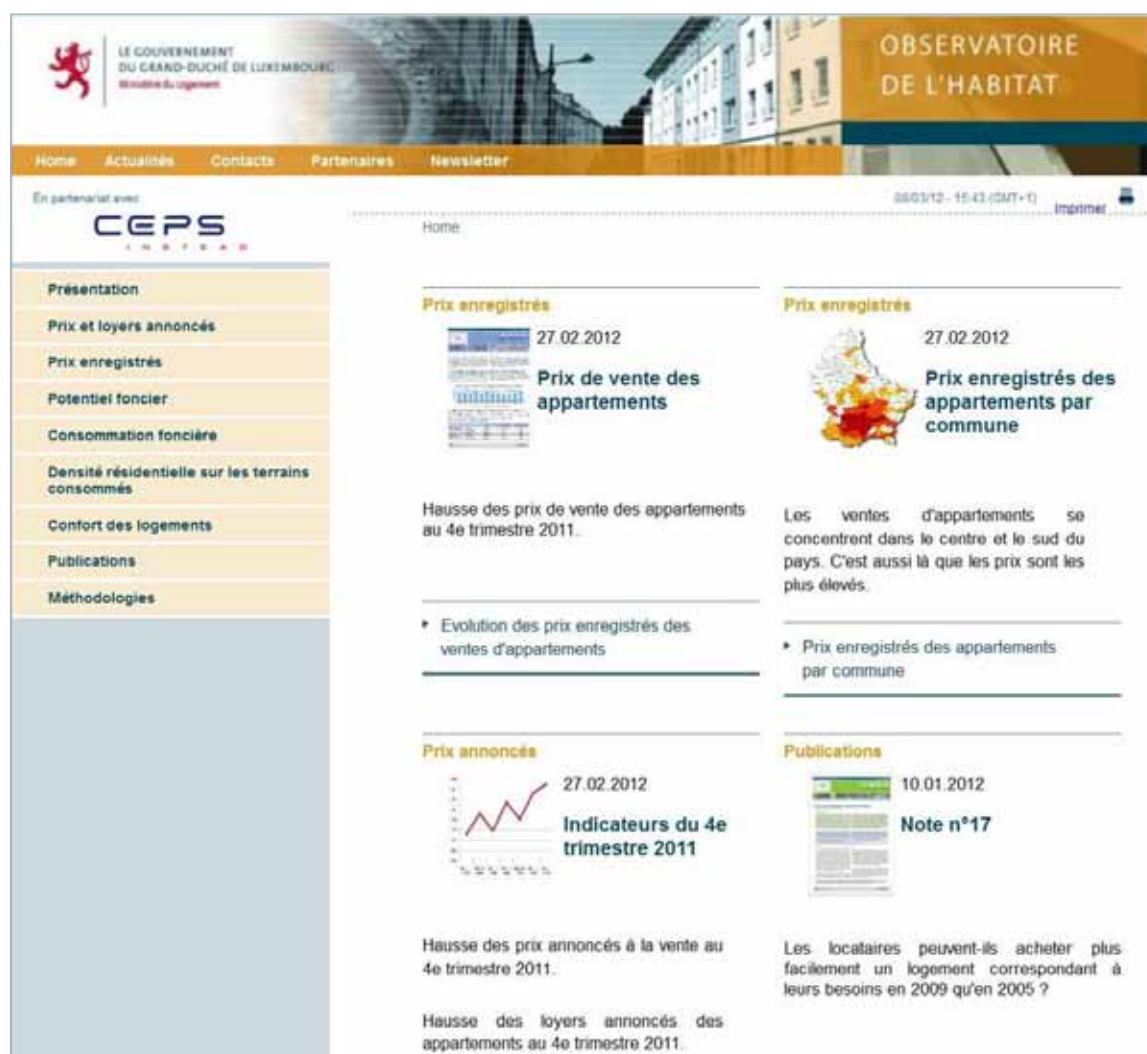 LE GOUVERNEMENT
DU GRAND-DUCHÉ DE LUXEMBOURG
Ministère du Logement
OBSERVATOIRE
DE L'HABITAT
Home Actualités Contacts Partenaires Newsletter
En partenariat avec
CEPS
INSTEAD
15:43 (GMT+1)
Imprimer
Home
Présentation
Prix et loyers annoncés
Prix enregistrés
Potentiel foncier
Consommation foncière
Densité résidentielle sur les terrains
consommés
Confort des logements
Publications
Méthodologies
Prix enregistrés
27.02.2012
Prix de vente des
appartements
Hausse des prix de vente des appartements
au 4e trimestre 2011.
Evolution des prix enregistrés des
ventes d'appartements
Prix enregistrés
27.02.2012
Prix enregistrés des
appartements par
commune
Les ventes d'appartements se
concentrent dans le centre et le sud du
pays. C'est aussi là que les prix sont les
plus élevés.
Prix enregistrés des appartements
par commune
Prix annoncés
27.02.2012
Indicateurs du 4e
trimestre 2011
Hausse des prix annoncés à la vente au
4e trimestre 2011.
Hausse des loyers annoncés des
appartements au 4e trimestre 2011.
Publications
10.01.2012
Note n°17
Les locataires peuvent-ils acheter plus
facilement un logement correspondant à
leurs besoins en 2009 qu'en 2005 ?